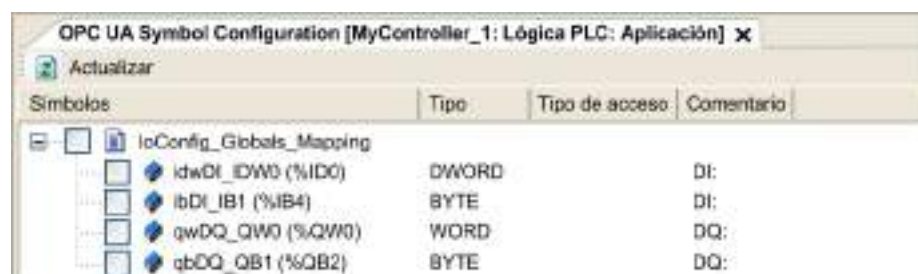 OPC UA Symbol Configuration [MyController_1: Lógica PLC: Aplicación] x
Actualizar
Símbolos Tipo Tipo de acceso Comentario
IoConfig_Globals_Mapping
idwDI_IDW0 (%ID0) DWORD DI:
ibDI_IB1 (%IB4) BYTE DI:
qwDQ_QW0 (%QW0) WORD DQ:
qbDQ_QB1 (%QB2) BYTE DQ: